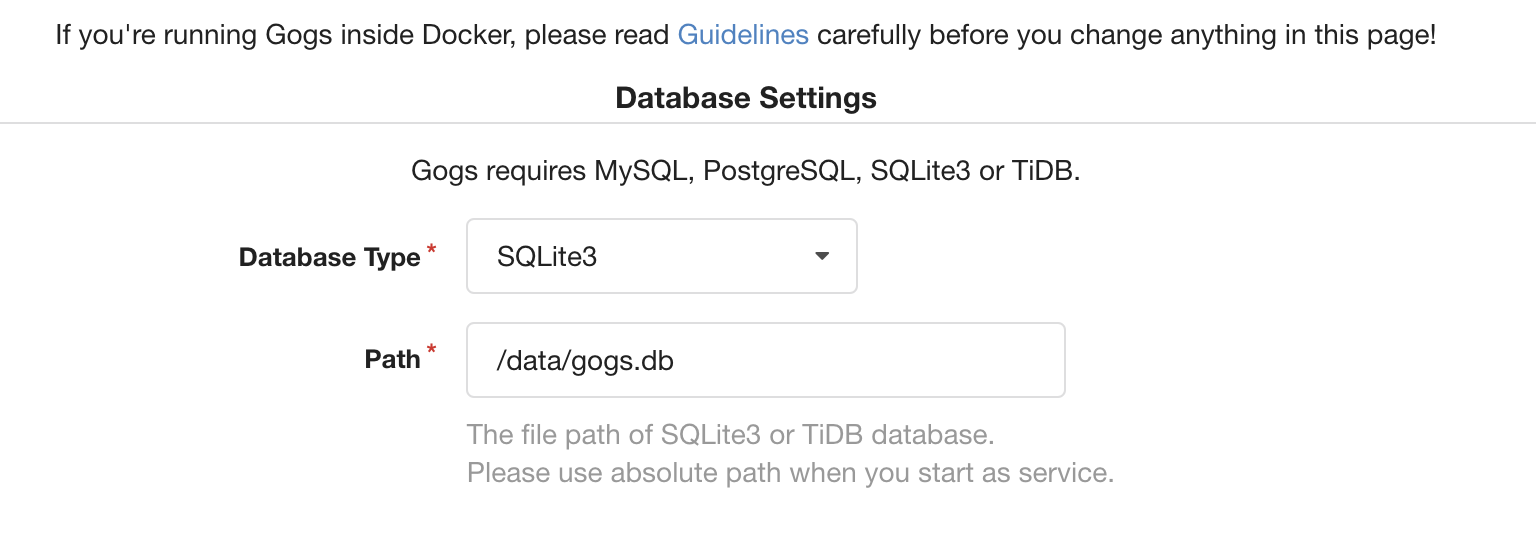 If you're running Gogs inside Docker, please read Guidelines carefully before you change anything in this page!
Database Settings
Gogs requires MySQL, PostgreSQL, SQLite3 or TiDB.
Database Type * SQLite3
Path * /data/gogs.db
The file path of SQLite3 or TiDB database.
Please use absolute path when you start as service.